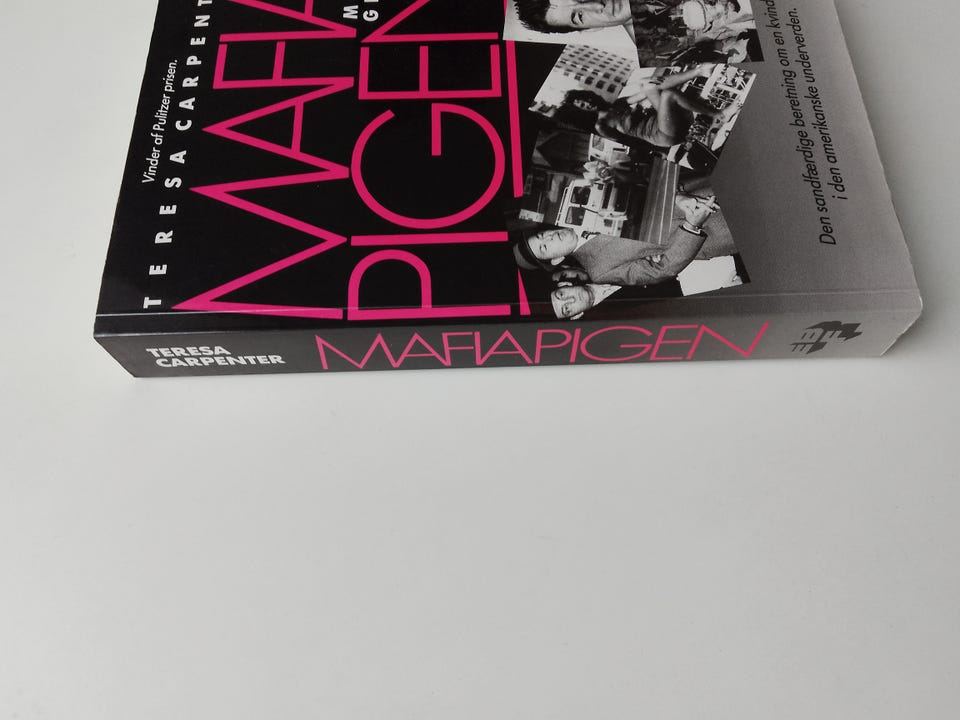 Vinder af Pulitzer prisen.
TERESA CARPENT
MAFIA
PIGEN
Den sandfærdige beretning om en kvind
i den amerikanske underverden.
TERESA
CARPENTER
MAFIAPIGEN